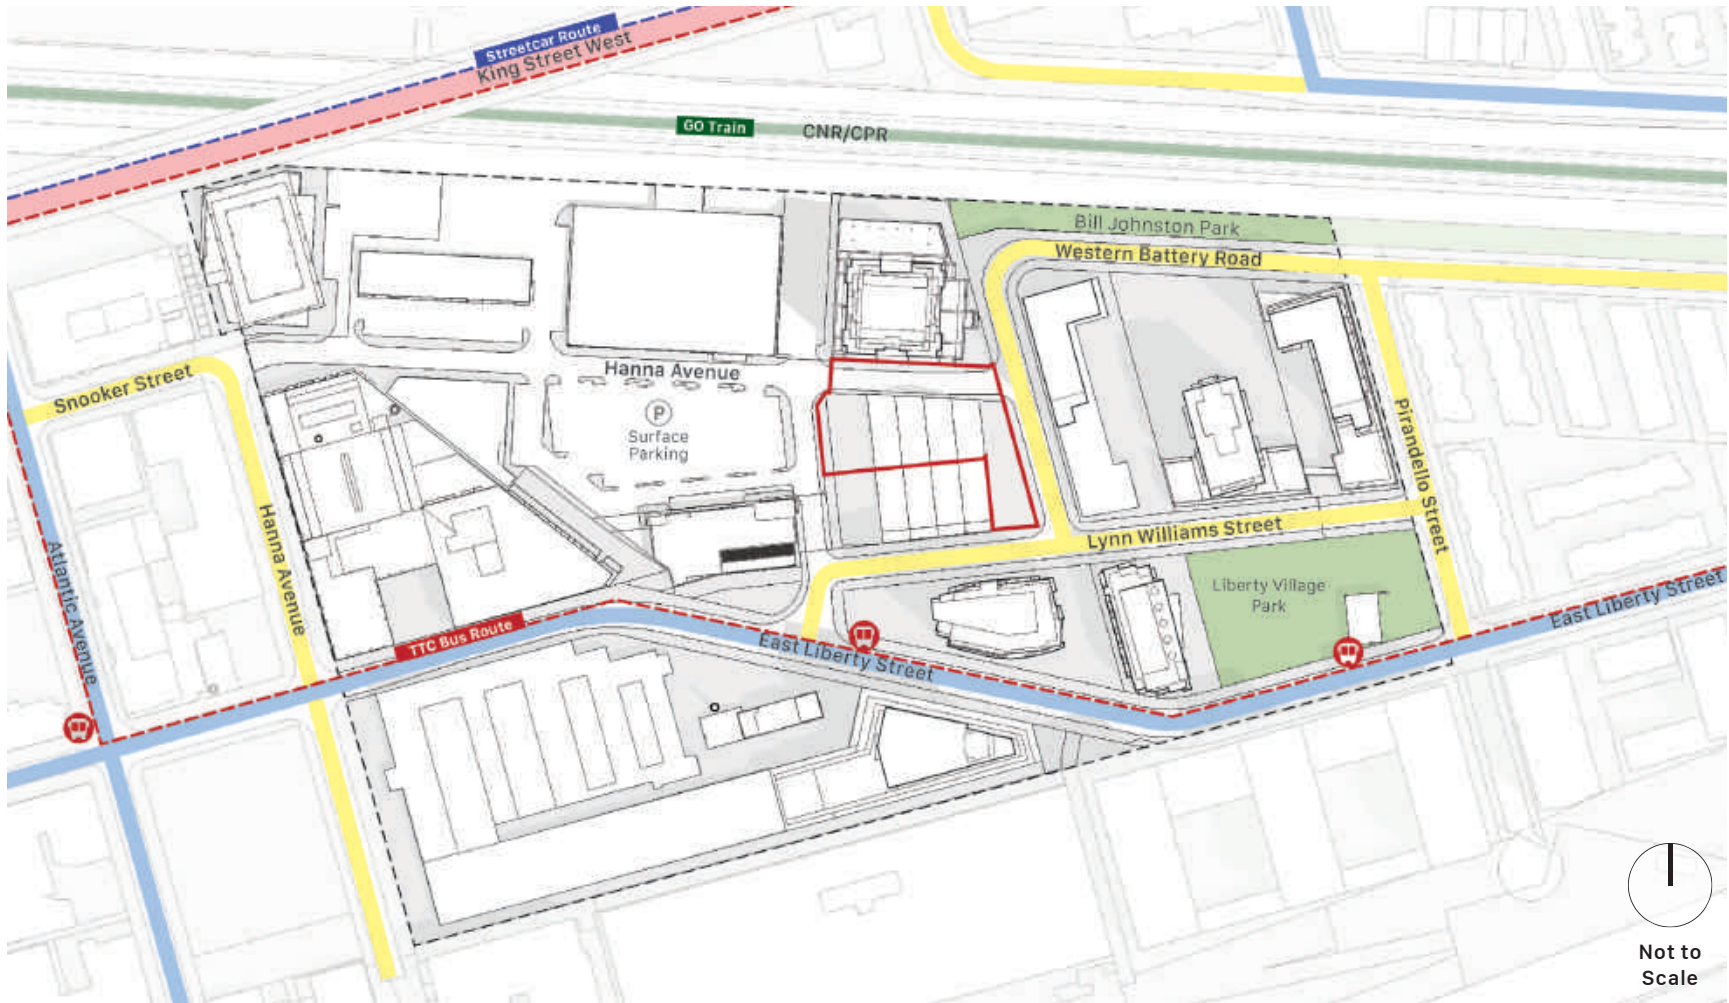 Streetcar Route
King Street West
GO Train
CNR/CPR
Bill Johnston Park
Western Battery Road
Hanna Avenue
Snooker Street
P
Surface
Parking
Pirandello Street
Hanna Avenue
Lynn Williams Street
Atlantic Avenue
Liberty Village
Park
TTC Bus Route
East Liberty Street
East Liberty Street
Not to
Scale